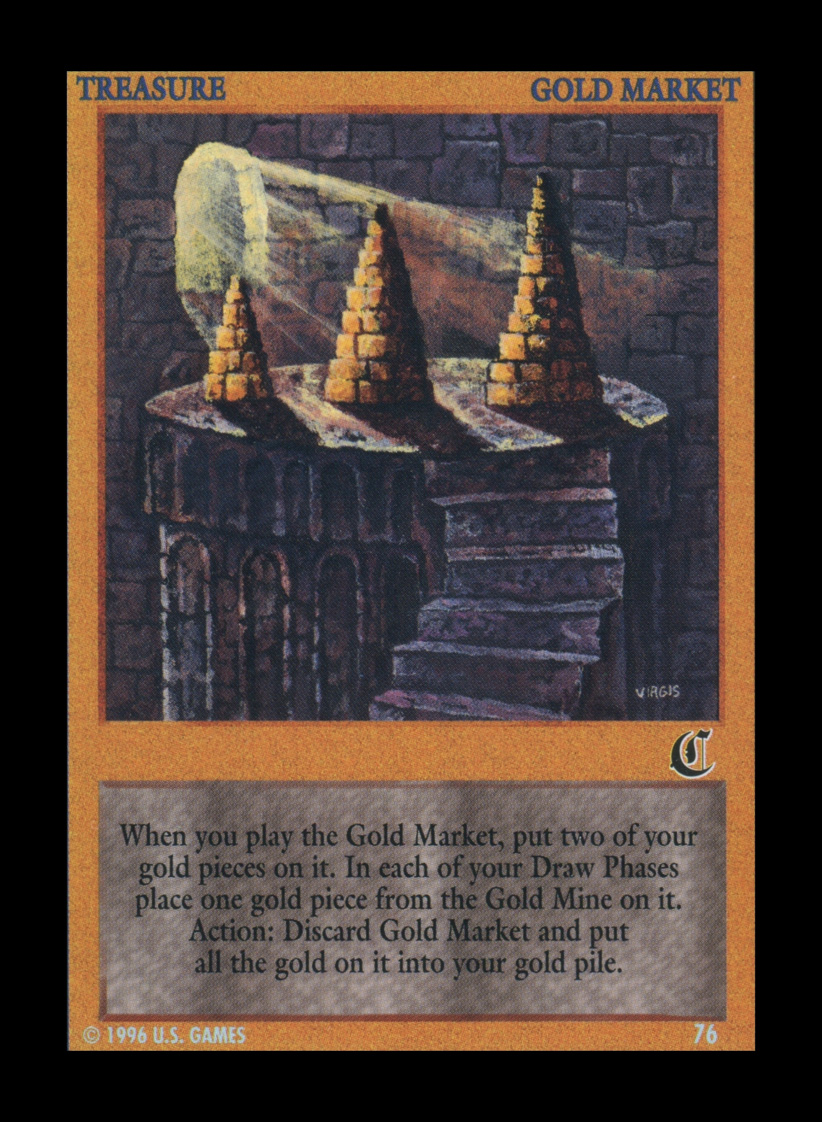 TREASURE GOLD MARKET
VIRGIS
C
When you play the Gold Market, put two of your
gold pieces on it. In each of your Draw Phases
place one gold piece from the Gold Mine on it.
Action: Discard Gold Market and put
all the gold on it into your gold pile.
© 1996 U.S. GAMES 76